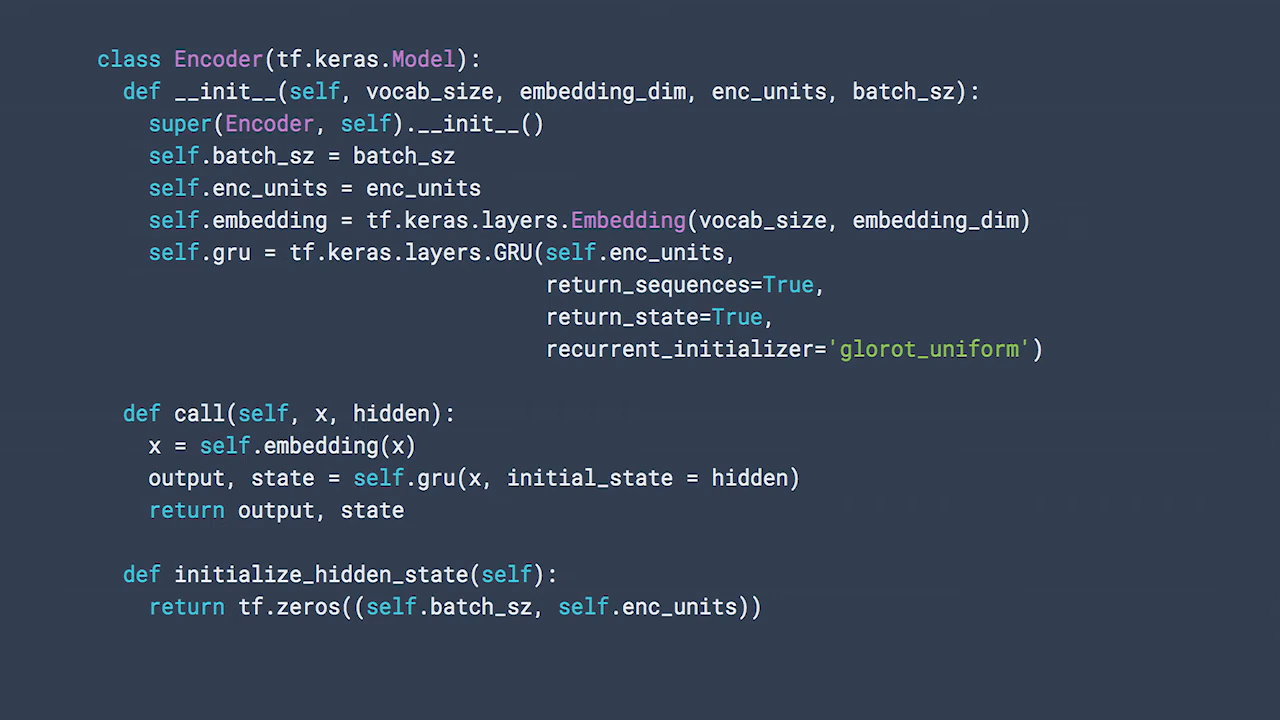 class Encoder(tf.keras.Model):
  def __init__(self, vocab_size, embedding_dim, enc_units, batch_sz):
    super(Encoder, self).__init__()
    self.batch_sz = batch_sz
    self.enc_units = enc_units
    self.embedding = tf.keras.layers.Embedding(vocab_size, embedding_dim)
    self.gru = tf.keras.layers.GRU(self.enc_units,
                                   return_sequences=True,
                                   return_state=True,
                                   recurrent_initializer='glorot_uniform')

  def call(self, x, hidden):
    x = self.embedding(x)
    output, state = self.gru(x, initial_state = hidden)
    return output, state

  def initialize_hidden_state(self):
    return tf.zeros((self.batch_sz, self.enc_units))